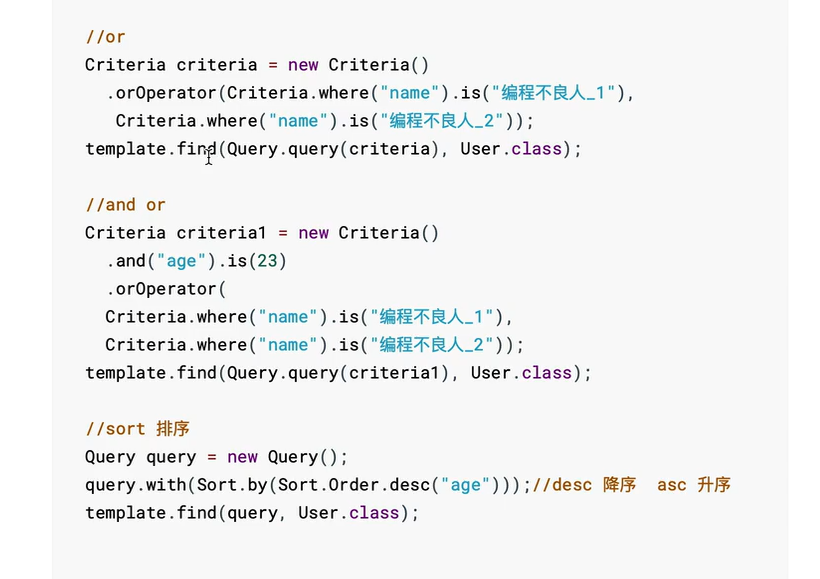 //or
Criteria criteria = new Criteria()
  .orOperator(Criteria.where("name").is("编程不良人_1"),
   Criteria.where("name").is("编程不良人_2"));
template.find(Query.query(criteria), User.class);

//and or
Criteria criteria1 = new Criteria()
  .and("age").is(23)
  .orOperator(
  Criteria.where("name").is("编程不良人_1"),
  Criteria.where("name").is("编程不良人_2"));
template.find(Query.query(criteria1), User.class);

//sort 排序
Query query = new Query();
query.with(Sort.by(Sort.Order.desc("age")));//desc 降序  asc 升序
template.find(query, User.class);